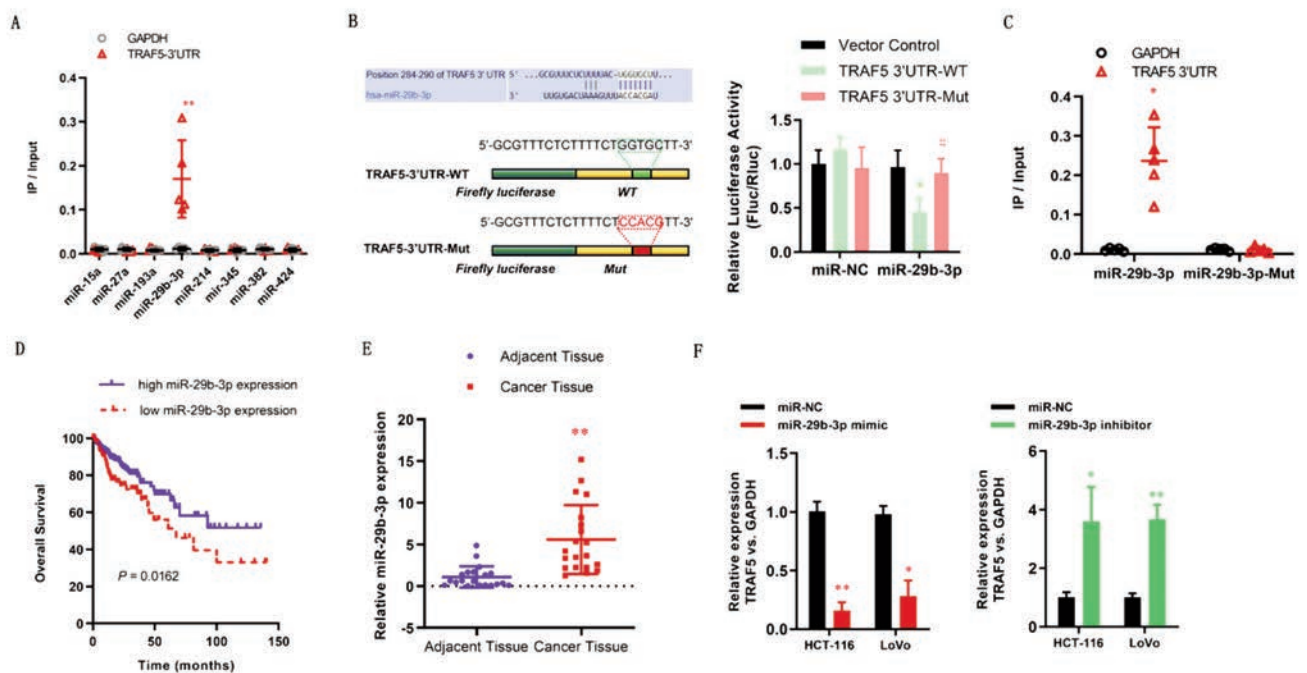 A
GAPDH
TRAF5-3'UTR
IP / Input
0.4
0.3
0.2
0.1
0.0
miR-15a
miR-27a
miR-193a
miR-29b-3p
miR-214
mir-345
miR-382
miR-424
**
B
Position 284-290 of TRAF5 3' UTR 5' ...GCGUUUCUCUUUUAC-UGGUGCUU...
hsa-miR-29b-3p 3' UUGUGACUAAAGUUUACCACGAU
5'-GCGTTTCTCTTTTCTGGTGCTT-3'
TRAF5-3'UTR-WT
Firefly luciferase WT
5'-GCGTTTCTCTTTTCTCCACGTT-3'
TRAF5-3'UTR-Mut
Firefly luciferase Mut
Vector Control
TRAF5 3'UTR-WT
TRAF5 3'UTR-Mut
Relative Luciferase Activity
(Fluc/Rluc)
1.5
1.0
0.5
0.0
miR-NC miR-29b-3p
*
C
GAPDH
TRAF5 3'UTR
IP / Input
0.5
0.4
0.3
0.2
0.1
0.0
*
miR-29b-3p miR-29b-3p-Mut
D
high miR-29b-3p expression
low miR-29b-3p expression
Overall Survival
100
80
60
40
20
0
P = 0.0162
0 50 100 150
Time (months)
E
Adjacent Tissue
Cancer Tissue
Relative miR-29b-3p expression
20
15
10
5
0
-5
**
Adjacent Tissue Cancer Tissue
F
miR-NC
miR-29b-3p mimic
Relative expression
TRAF5 vs. GAPDH
1.5
1.0
0.5
0.0
** *
HCT-116 LoVo
miR-NC
miR-29b-3p inhibitor
Relative expression
TRAF5 vs. GAPDH
6
4
2
0
* **
HCT-116 LoVo